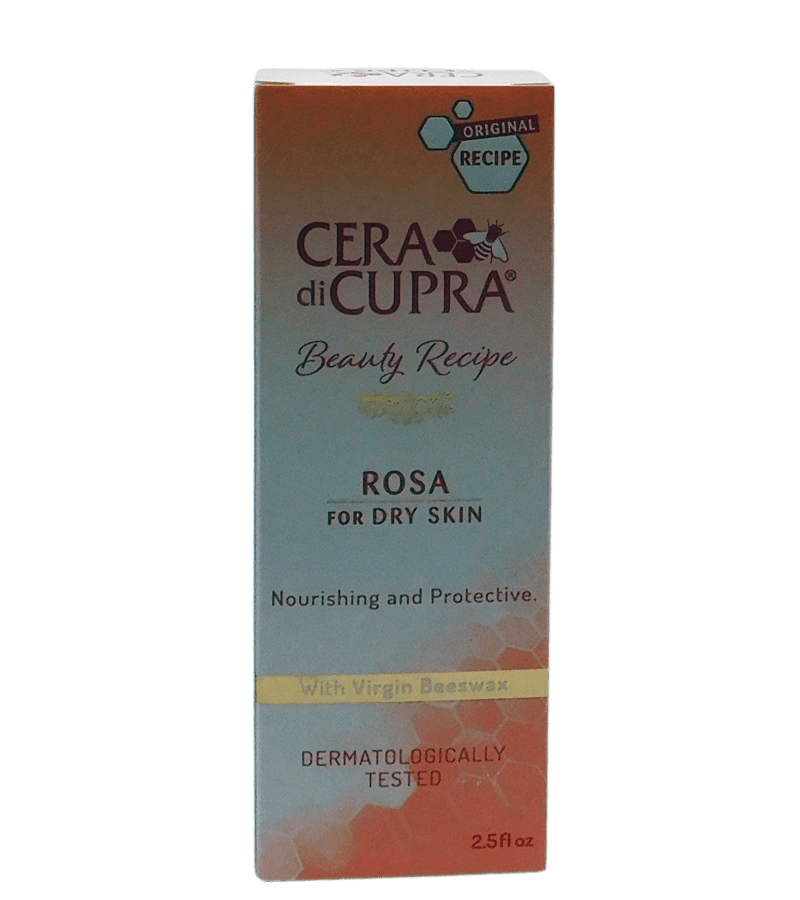 ORIGINAL
RECIPE
CERA
diCUPRA®
Beauty Recipe
ROSA
FOR DRY SKIN
Nourishing and Protective.
With Virgin Beeswax
DERMATOLOGICALLY
TESTED
2.5fl oz